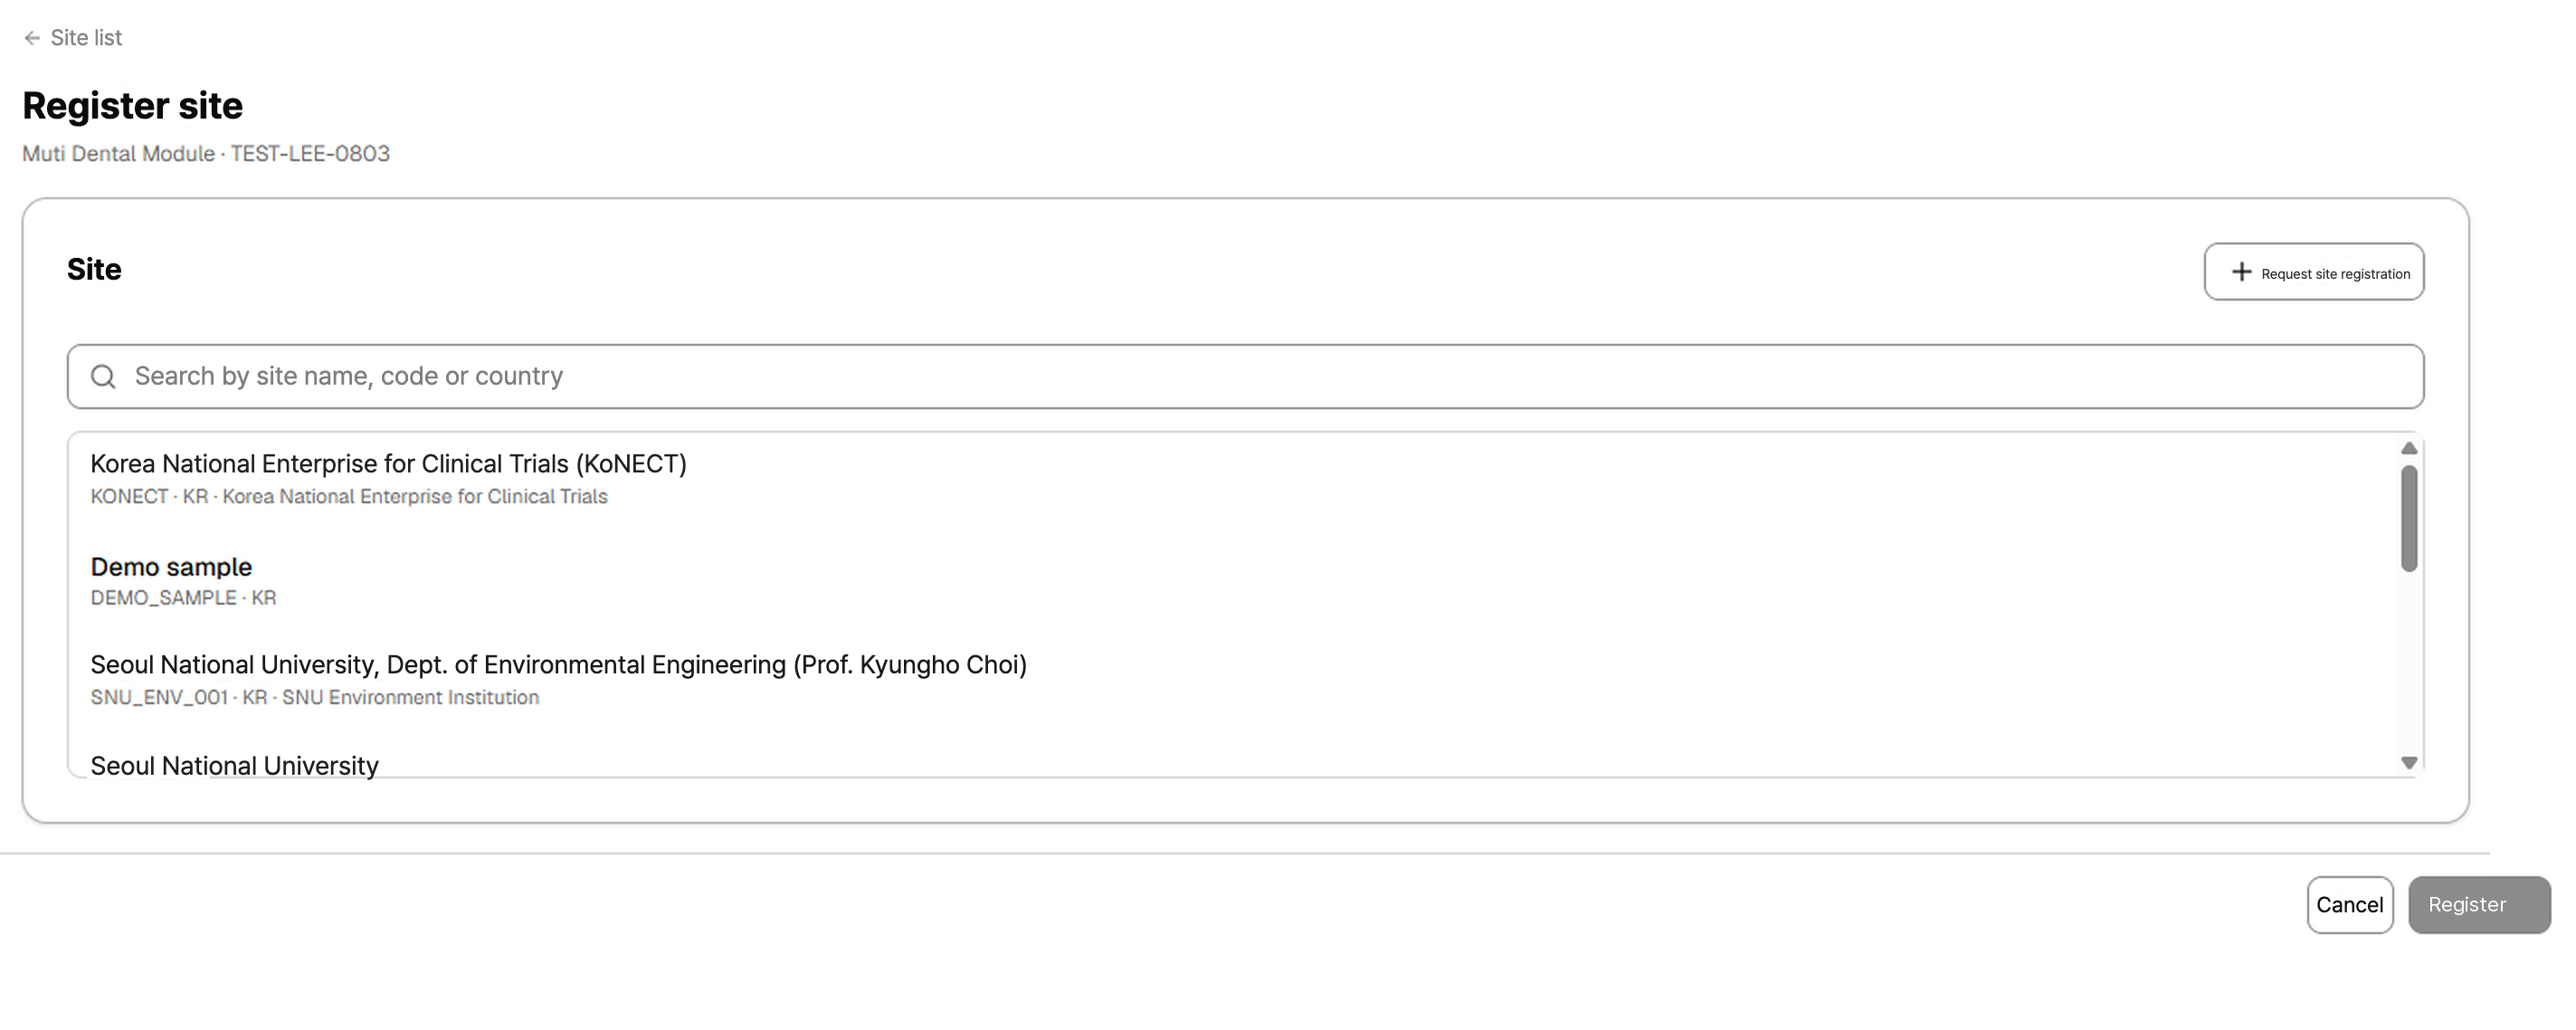 ← Site list
Register site
Muti Dental Module · TEST-LEE-0803
Site
+ Request site registration
Search by site name, code or country
Korea National Enterprise for Clinical Trials (KoNECT)
KONECT · KR · Korea National Enterprise for Clinical Trials
Demo sample
DEMO_SAMPLE · KR
Seoul National University, Dept. of Environmental Engineering (Prof. Kyungho Choi)
SNU_ENV_001 · KR · SNU Environment Institution
Seoul National University
Cancel
Register